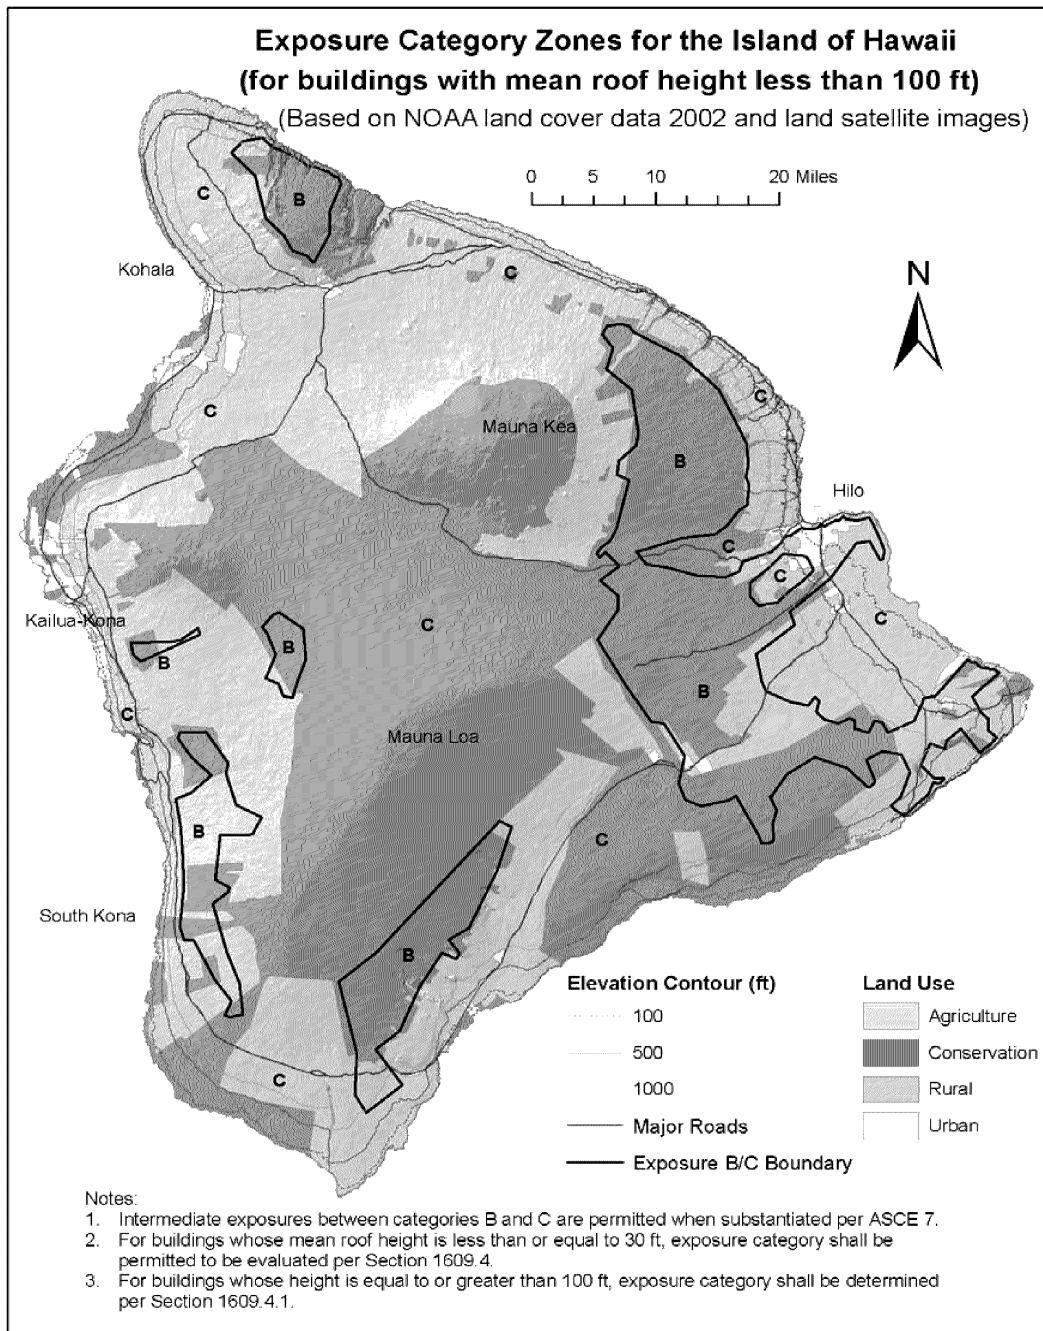 Exposure Category Zones for the Island of Hawaii
(for buildings with mean roof height less than 100 ft)
(Based on NOAA land cover data 2002 and land satellite images)
0 5 10 20 Miles
C
B
Kohala
C
N
C
C
Mauna Kea
B
Hilo
C
C
Kailua-Kona
C
C
B
B
B
C
Mauna Loa
B
C
South Kona
B
C
Elevation Contour (ft)
100
500
1000
Major Roads
Exposure B/C Boundary
Land Use
Agriculture
Conservation
Rural
Urban
Notes:
1. Intermediate exposures between categories B and C are permitted when substantiated per ASCE 7.
2. For buildings whose mean roof height is less than or equal to 30 ft, exposure category shall be
permitted to be evaluated per Section 1609.4.
3. For buildings whose height is equal to or greater than 100 ft, exposure category shall be determined
per Section 1609.4.1.